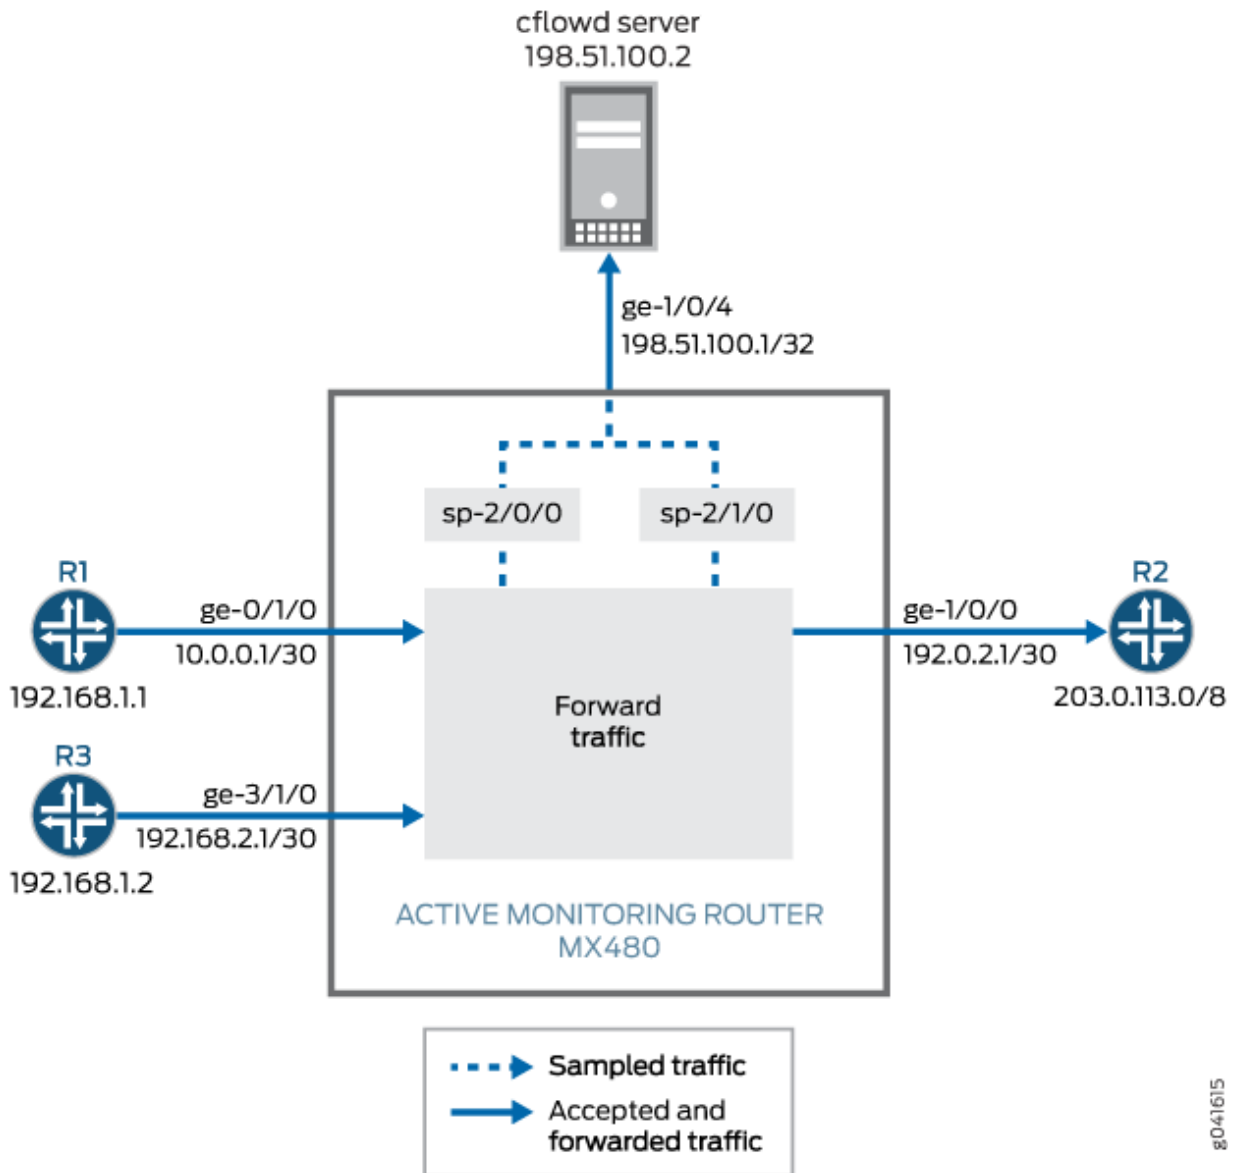 cflowd server
198.51.100.2
ge-1/0/4
198.51.100.1/32
sp-2/0/0
sp-2/1/0
R1
ge-0/1/0
10.0.0.1/30
192.168.1.1
R3
ge-3/1/0
192.168.2.1/30
192.168.1.2
Forward
traffic
ge-1/0/0
192.0.2.1/30
R2
203.0.113.0/8
ACTIVE MONITORING ROUTER
MX480
Sampled traffic
Accepted and
forwarded traffic
g041615